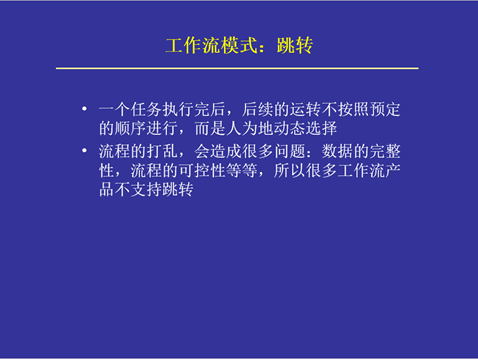 工作流模式：跳转
• 一个任务执行完后，后续的运转不按照预定
的顺序进行，而是人为地动态选择
• 流程的打乱，会造成很多问题：数据的完整
性，流程的可控性等等，所以很多工作流产
品不支持跳转